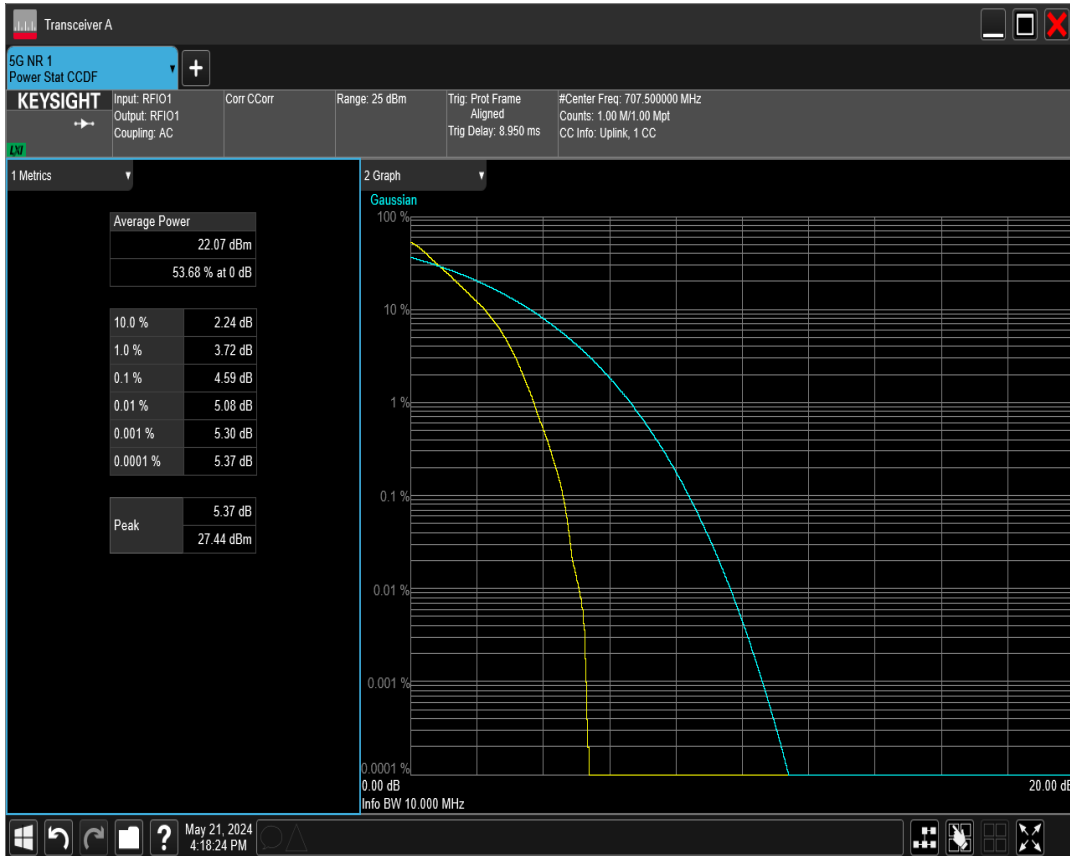 Transceiver A
5G NR 1
Power Stat CCDF
KEYSIGHT
LXI
Input: RFIO1
Output: RFIO1
Coupling: AC
Corr CCorr
Range: 25 dBm
Trig: Prot Frame
Aligned
Trig Delay: 8.950 ms
#Center Freq: 707.500000 MHz
Counts: 1.00 M/1.00 Mpt
CC Info: Uplink, 1 CC
1 Metrics
Average Power
22.07 dBm
53.68 % at 0 dB
10.0 % 2.24 dB
1.0 % 3.72 dB
0.1 % 4.59 dB
0.01 % 5.08 dB
0.001 % 5.30 dB
0.0001 % 5.37 dB
Peak
5.37 dB
27.44 dBm
2 Graph
Gaussian
100 %
10 %
1 %
0.1 %
0.01 %
0.001 %
0.0001 %
0.00 dB
20.00 dB
Info BW 10.000 MHz
?
May 21, 2024
4:18:24 PM